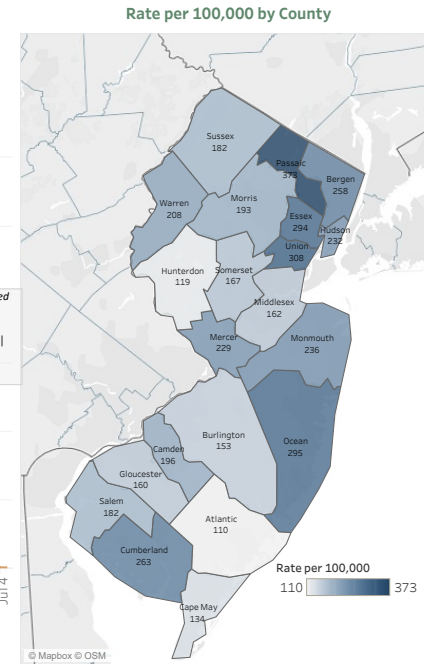 Rate per 100,000 by County
Sussex
182
Passaic
373
Bergen
258
Warren
208
Morris
193
Essex
294
Hudson
232
Union
308
Hunterdon
119
Somerset
167
Middlesex
162
Mercer
229
Monmouth
236
Burlington
153
Ocean
295
Camden
196
Gloucester
160
Salem
182
Atlantic
110
Cumberland
263
Cape May
134
Rate per 100,000
110
373
Jul 4
© Mapbox © OSM